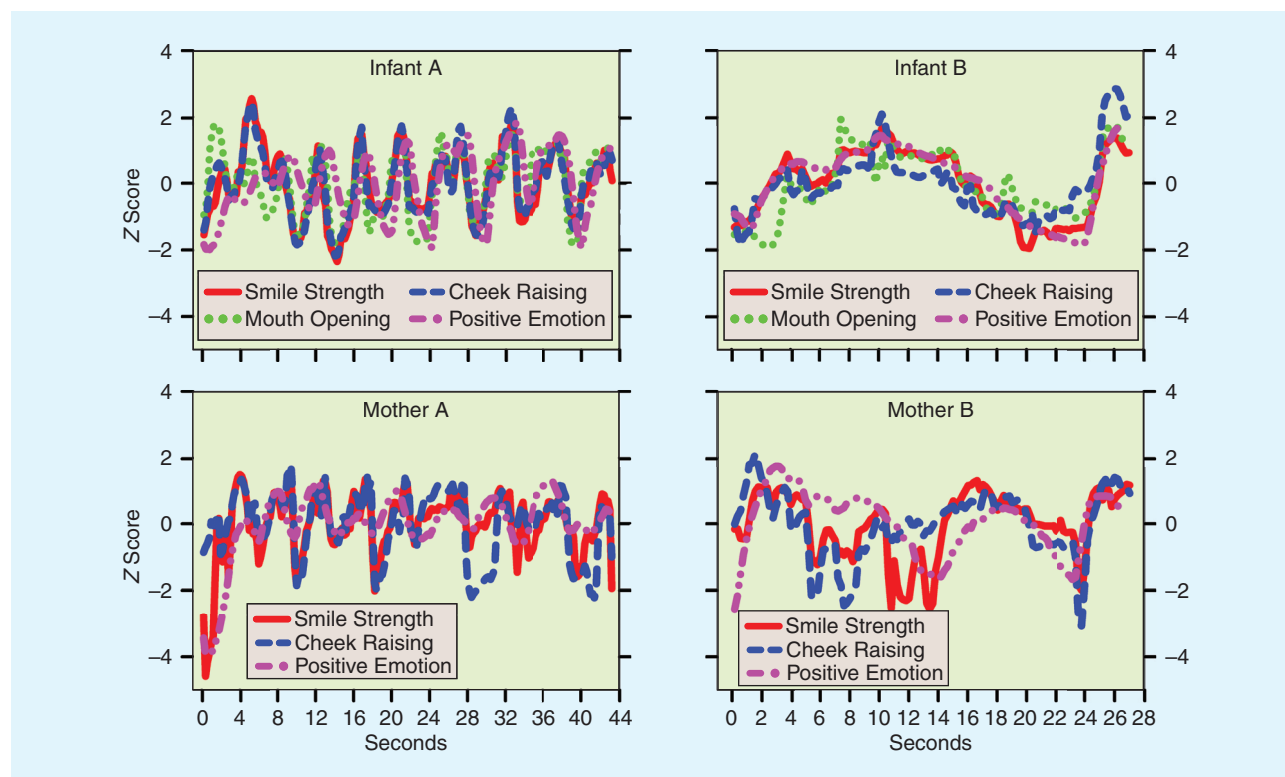 Infant A
Infant B
4
2
0
−2
−4
Z Score
4
2
0
−2
−4
Smile Strength Cheek Raising
Mouth Opening Positive Emotion
Smile Strength Cheek Raising
Mouth Opening Positive Emotion
Mother A
Mother B
4
2
0
−2
−4
Z Score
4
2
0
−2
−4
Smile Strength
Cheek Raising
Positive Emotion
Smile Strength
Cheek Raising
Positive Emotion
0 4 8 12 16 20 24 28 32 36 40 44
Seconds
0 2 4 6 8 10 12 14 16 18 20 22 24 26 28
Seconds